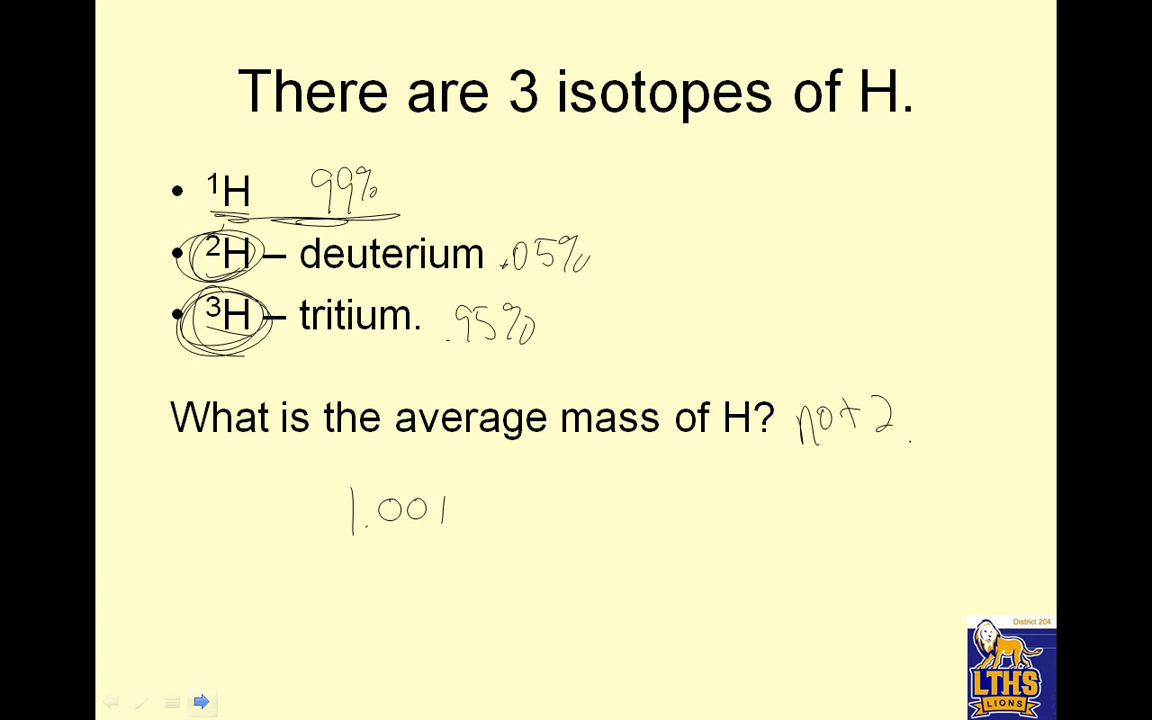 There are 3 isotopes of H.
• ¹H 99%
• ²H – deuterium .05%
• ³H – tritium. .95%
What is the average mass of H? not 2.
1.001
District 204
LTHS
LIONS